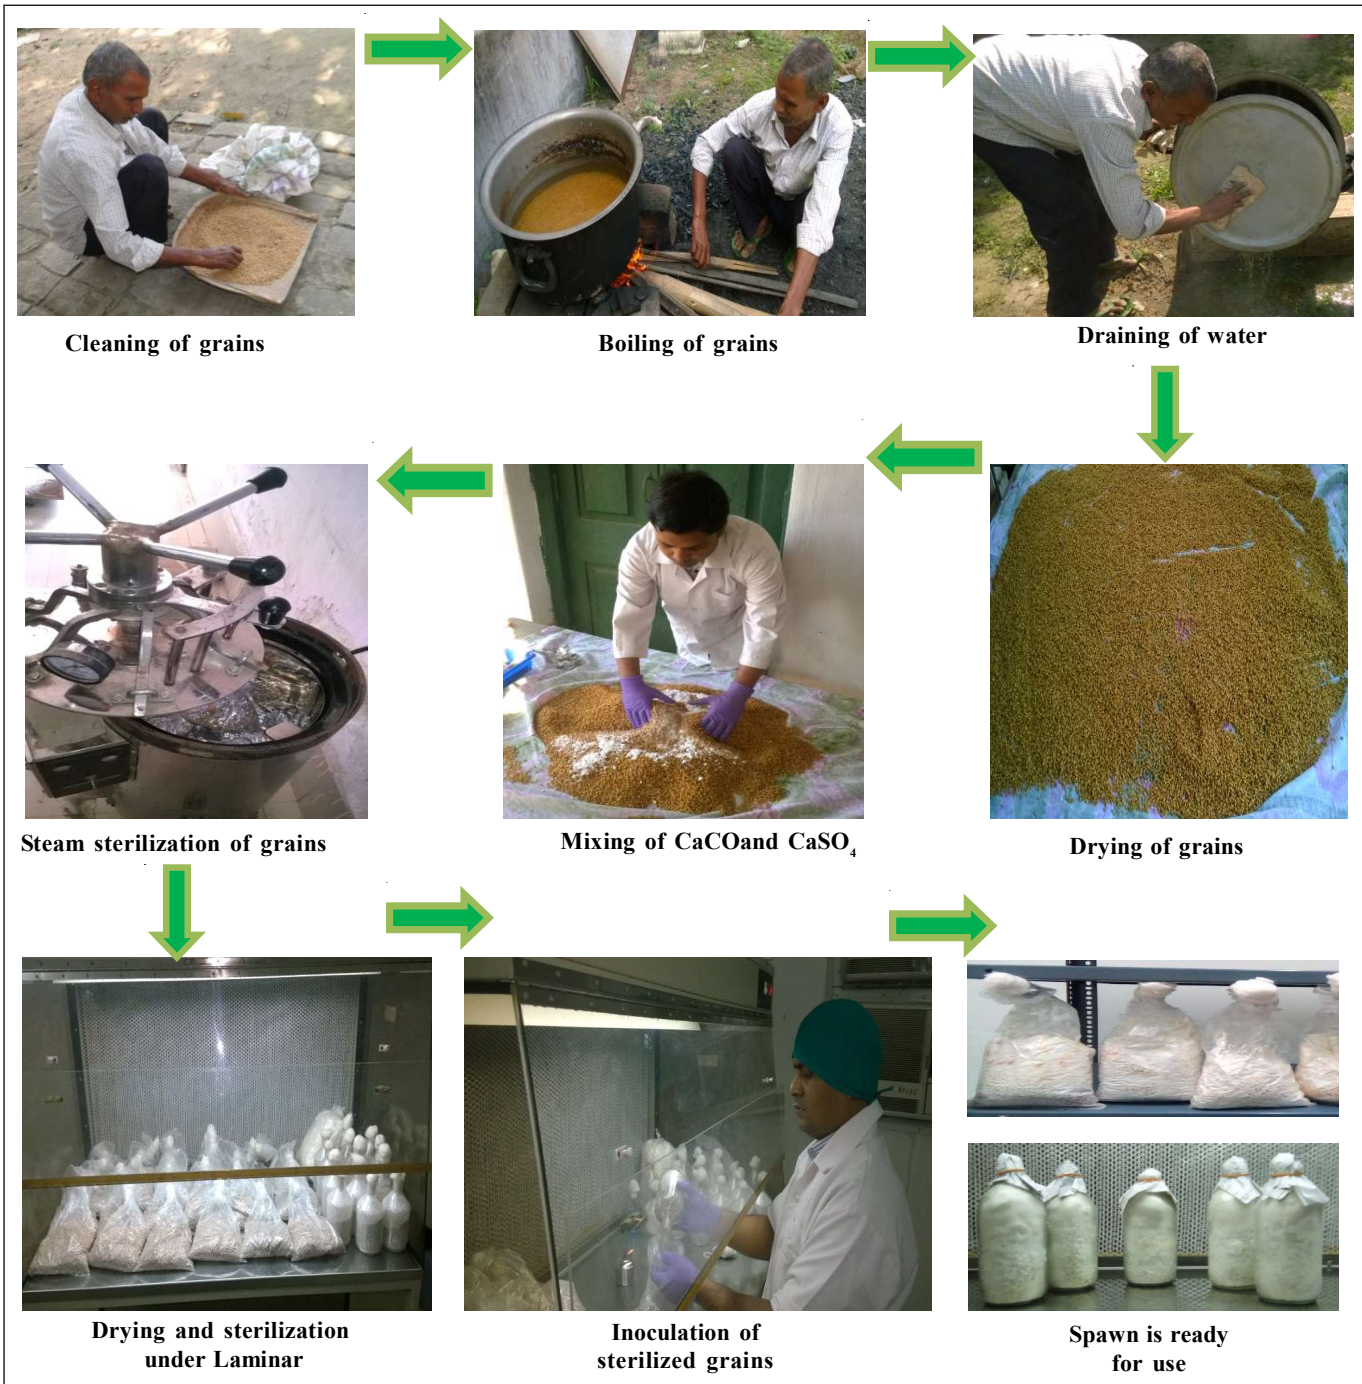 Cleaning of grains
Boiling of grains
Draining of water
Steam sterilization of grains
Mixing of CaCOand CaSO₄
Drying of grains
Drying and sterilization
under Laminar
Inoculation of
sterilized grains
Spawn is ready
for use